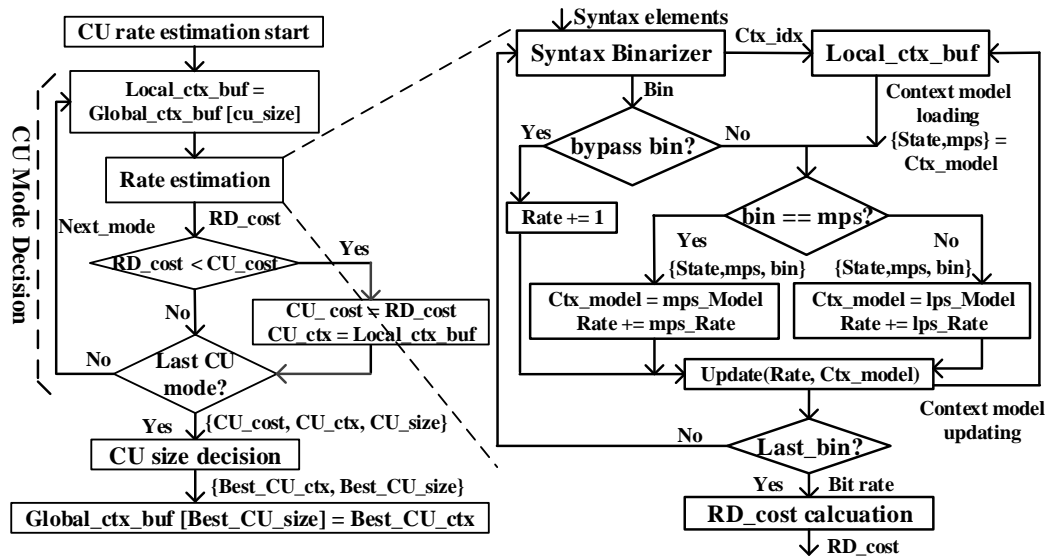 CU rate estimation start
Local_ctx_buf =
Global_ctx_buf [cu_size]
Rate estimation
RD_cost
Next_mode
Yes
RD_cost < CU_cost
No
CU_ cost = RD_cost
CU_ctx = Local_ctx_buf
No
Last CU
mode?
Yes
{CU_cost, CU_ctx, CU_size}
CU size decision
{Best_CU_ctx, Best_CU_size}
Global_ctx_buf [Best_CU_size] = Best_CU_ctx
CU Mode Decision
Syntax elements
Syntax Binarizer
Ctx_idx
Local_ctx_buf
Bin
Context model
loading
{State,mps} =
Ctx_model
Yes
bypass bin?
No
Rate += 1
bin == mps?
Yes
{State,mps, bin}
No
{State,mps, bin}
Ctx_model = mps_Model
Rate += mps_Rate
Ctx_model = lps_Model
Rate += lps_Rate
Update(Rate, Ctx_model)
Context model
updating
No
Last_bin?
Yes
Bit rate
RD_cost calcuation
RD_cost